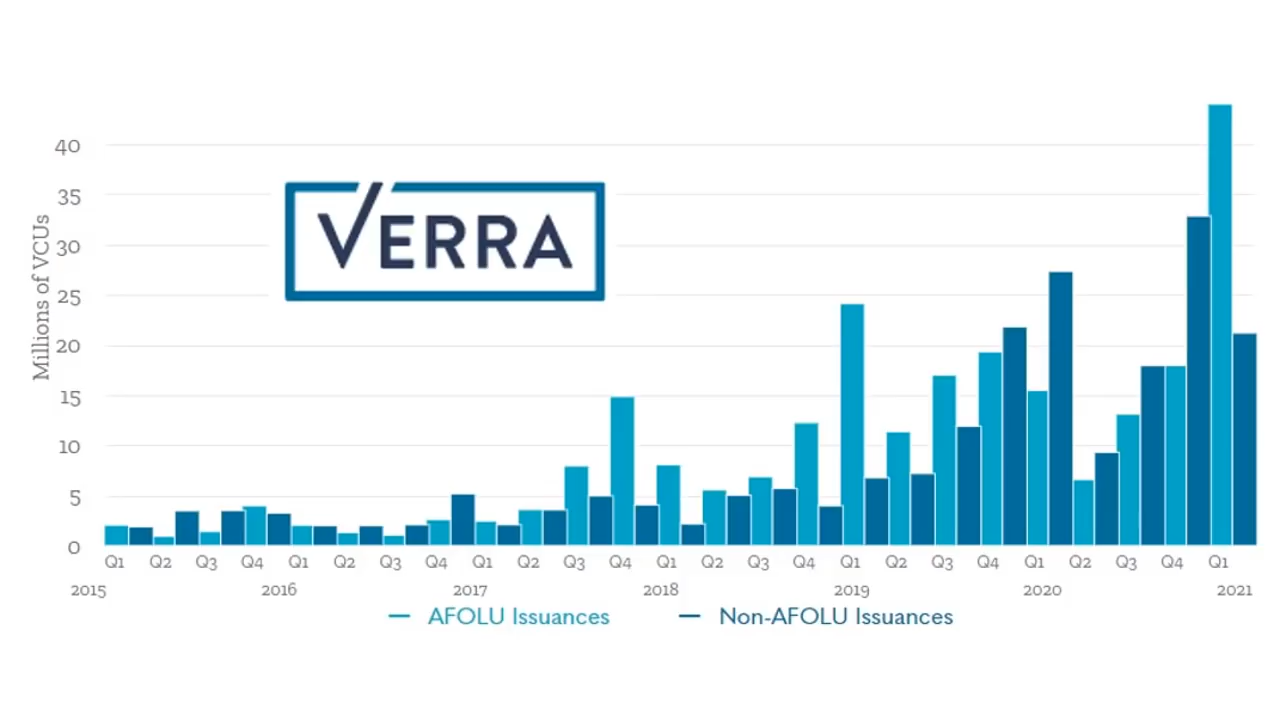 VERRA
Millions of VCUs
40
35
30
25
20
15
10
5
0
Q1 Q2 Q3 Q4 Q1 Q2 Q3 Q4 Q1 Q2 Q3 Q4 Q1 Q2 Q3 Q4 Q1 Q2 Q3 Q4 Q1 Q2 Q3 Q4 Q1
2015 2016 2017 2018 2019 2020 2021
AFOLU Issuances Non-AFOLU Issuances